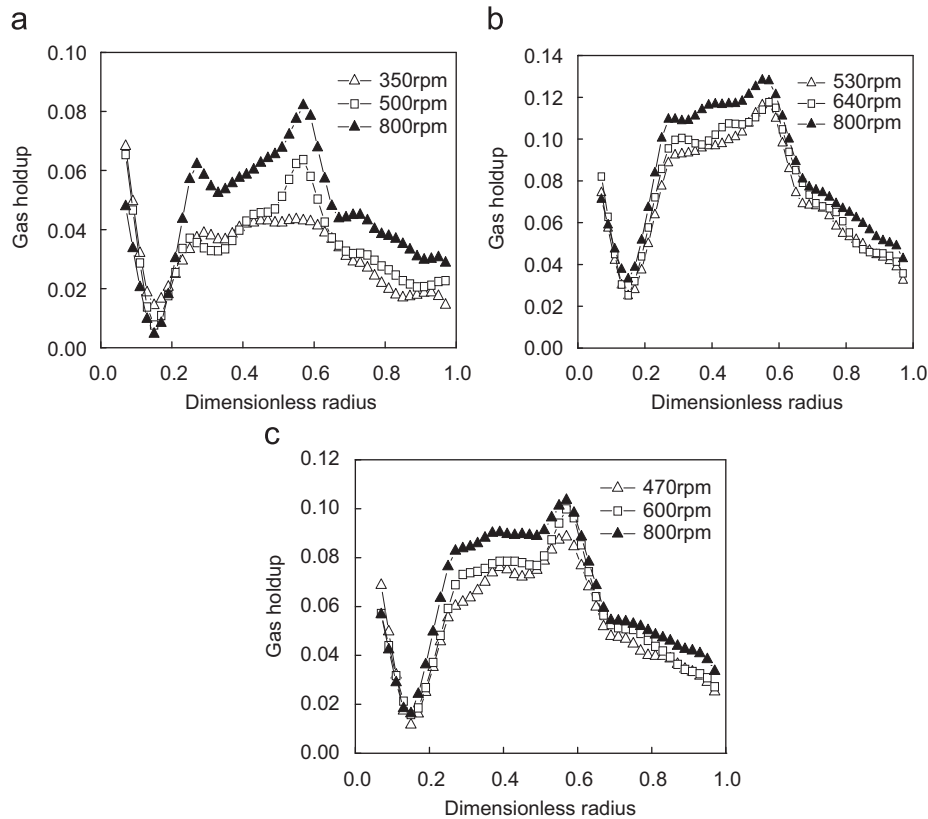 a
0.10
0.08
0.06
0.04
0.02
0.00
Gas holdup
350rpm
500rpm
800rpm
0.0 0.2 0.4 0.6 0.8 1.0
Dimensionless radius
b
0.14
0.12
0.10
0.08
0.06
0.04
0.02
0.00
Gas holdup
530rpm
640rpm
800rpm
0.0 0.2 0.4 0.6 0.8 1.0
Dimensionless radius
c
0.12
0.10
0.08
0.06
0.04
0.02
0.00
Gas holdup
470rpm
600rpm
800rpm
0.0 0.2 0.4 0.6 0.8 1.0
Dimensionless radius